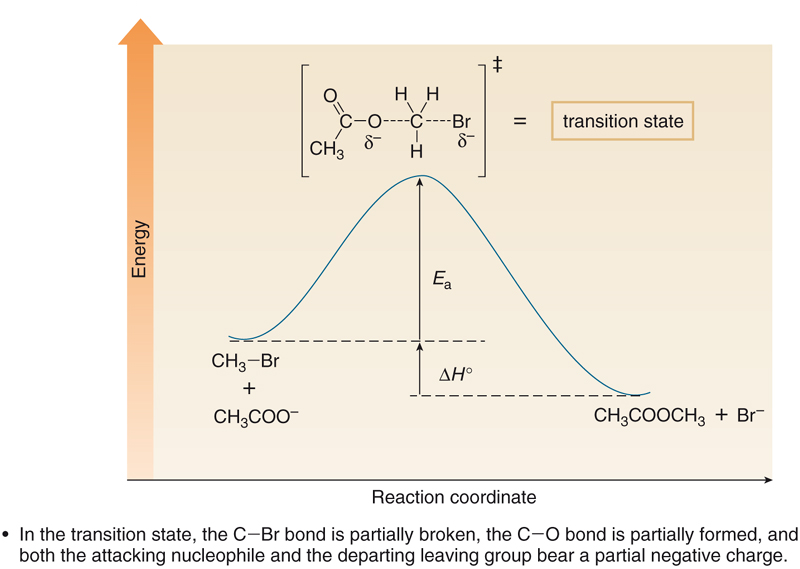 ‡
O H H
C–O----C----Br = transition state
δ– δ–
CH3 H
Energy
Ea
CH3–Br
+
CH3COO–
ΔH°
CH3COOCH3 + Br–
Reaction coordinate
• In the transition state, the C–Br bond is partially broken, the C–O bond is partially formed, and
both the attacking nucleophile and the departing leaving group bear a partial negative charge.